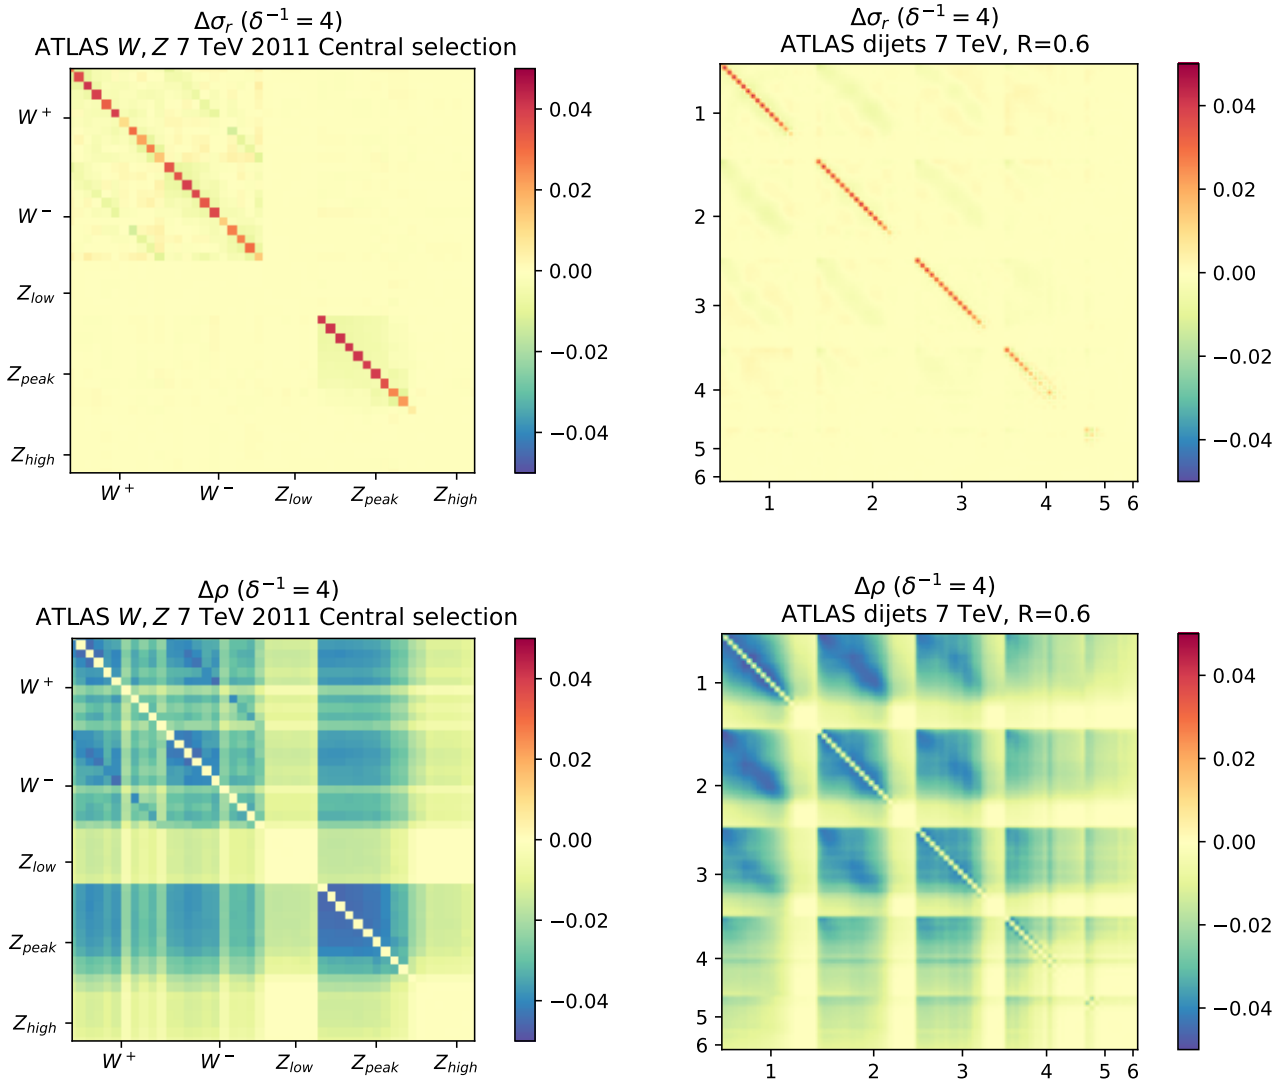 Δσ_r (δ⁻¹ = 4)
ATLAS W, Z 7 TeV 2011 Central selection
W⁺
W⁻
Z_low
Z_peak
Z_high
W⁺ W⁻ Z_low Z_peak Z_high
0.04
0.02
0.00
−0.02
−0.04
Δσ_r (δ⁻¹ = 4)
ATLAS dijets 7 TeV, R=0.6
1
2
3
4
5
6
1 2 3 4 5 6
0.04
0.02
0.00
−0.02
−0.04
Δρ (δ⁻¹ = 4)
ATLAS W, Z 7 TeV 2011 Central selection
W⁺
W⁻
Z_low
Z_peak
Z_high
W⁺ W⁻ Z_low Z_peak Z_high
0.04
0.02
0.00
−0.02
−0.04
Δρ (δ⁻¹ = 4)
ATLAS dijets 7 TeV, R=0.6
1
2
3
4
5
6
1 2 3 4 5 6
0.04
0.02
0.00
−0.02
−0.04